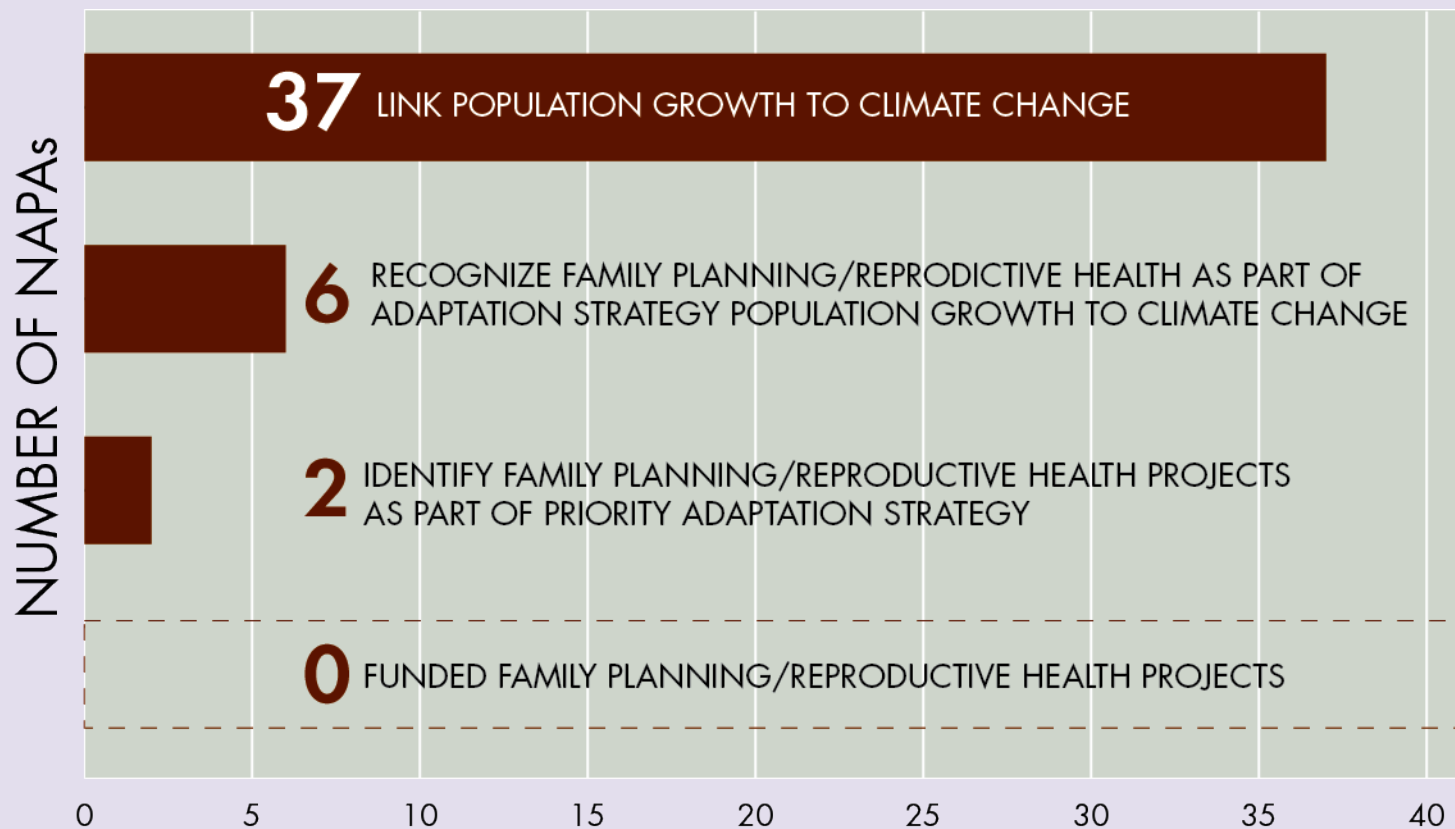 NUMBER OF NAPAs
37 LINK POPULATION GROWTH TO CLIMATE CHANGE
6 RECOGNIZE FAMILY PLANNING/REPRODICTIVE HEALTH AS PART OF
ADAPTATION STRATEGY POPULATION GROWTH TO CLIMATE CHANGE
2 IDENTIFY FAMILY PLANNING/REPRODUCTIVE HEALTH PROJECTS
AS PART OF PRIORITY ADAPTATION STRATEGY
0 FUNDED FAMILY PLANNING/REPRODUCTIVE HEALTH PROJECTS
0 5 10 15 20 25 30 35 40